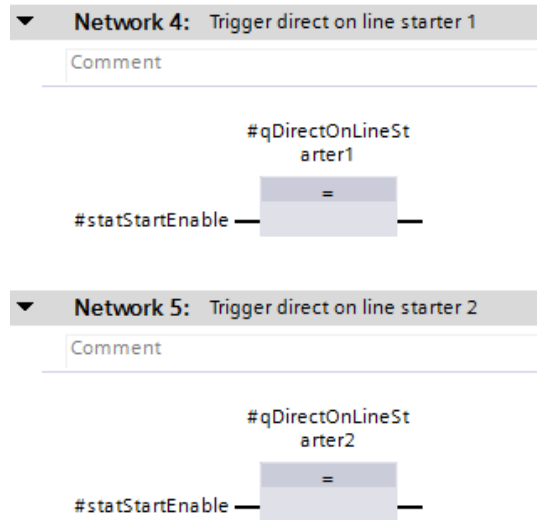 Network 4: Trigger direct on line starter 1
Comment
#qDirectOnLineSt
arter1
=
#statStartEnable
Network 5: Trigger direct on line starter 2
Comment
#qDirectOnLineSt
arter2
=
#statStartEnable